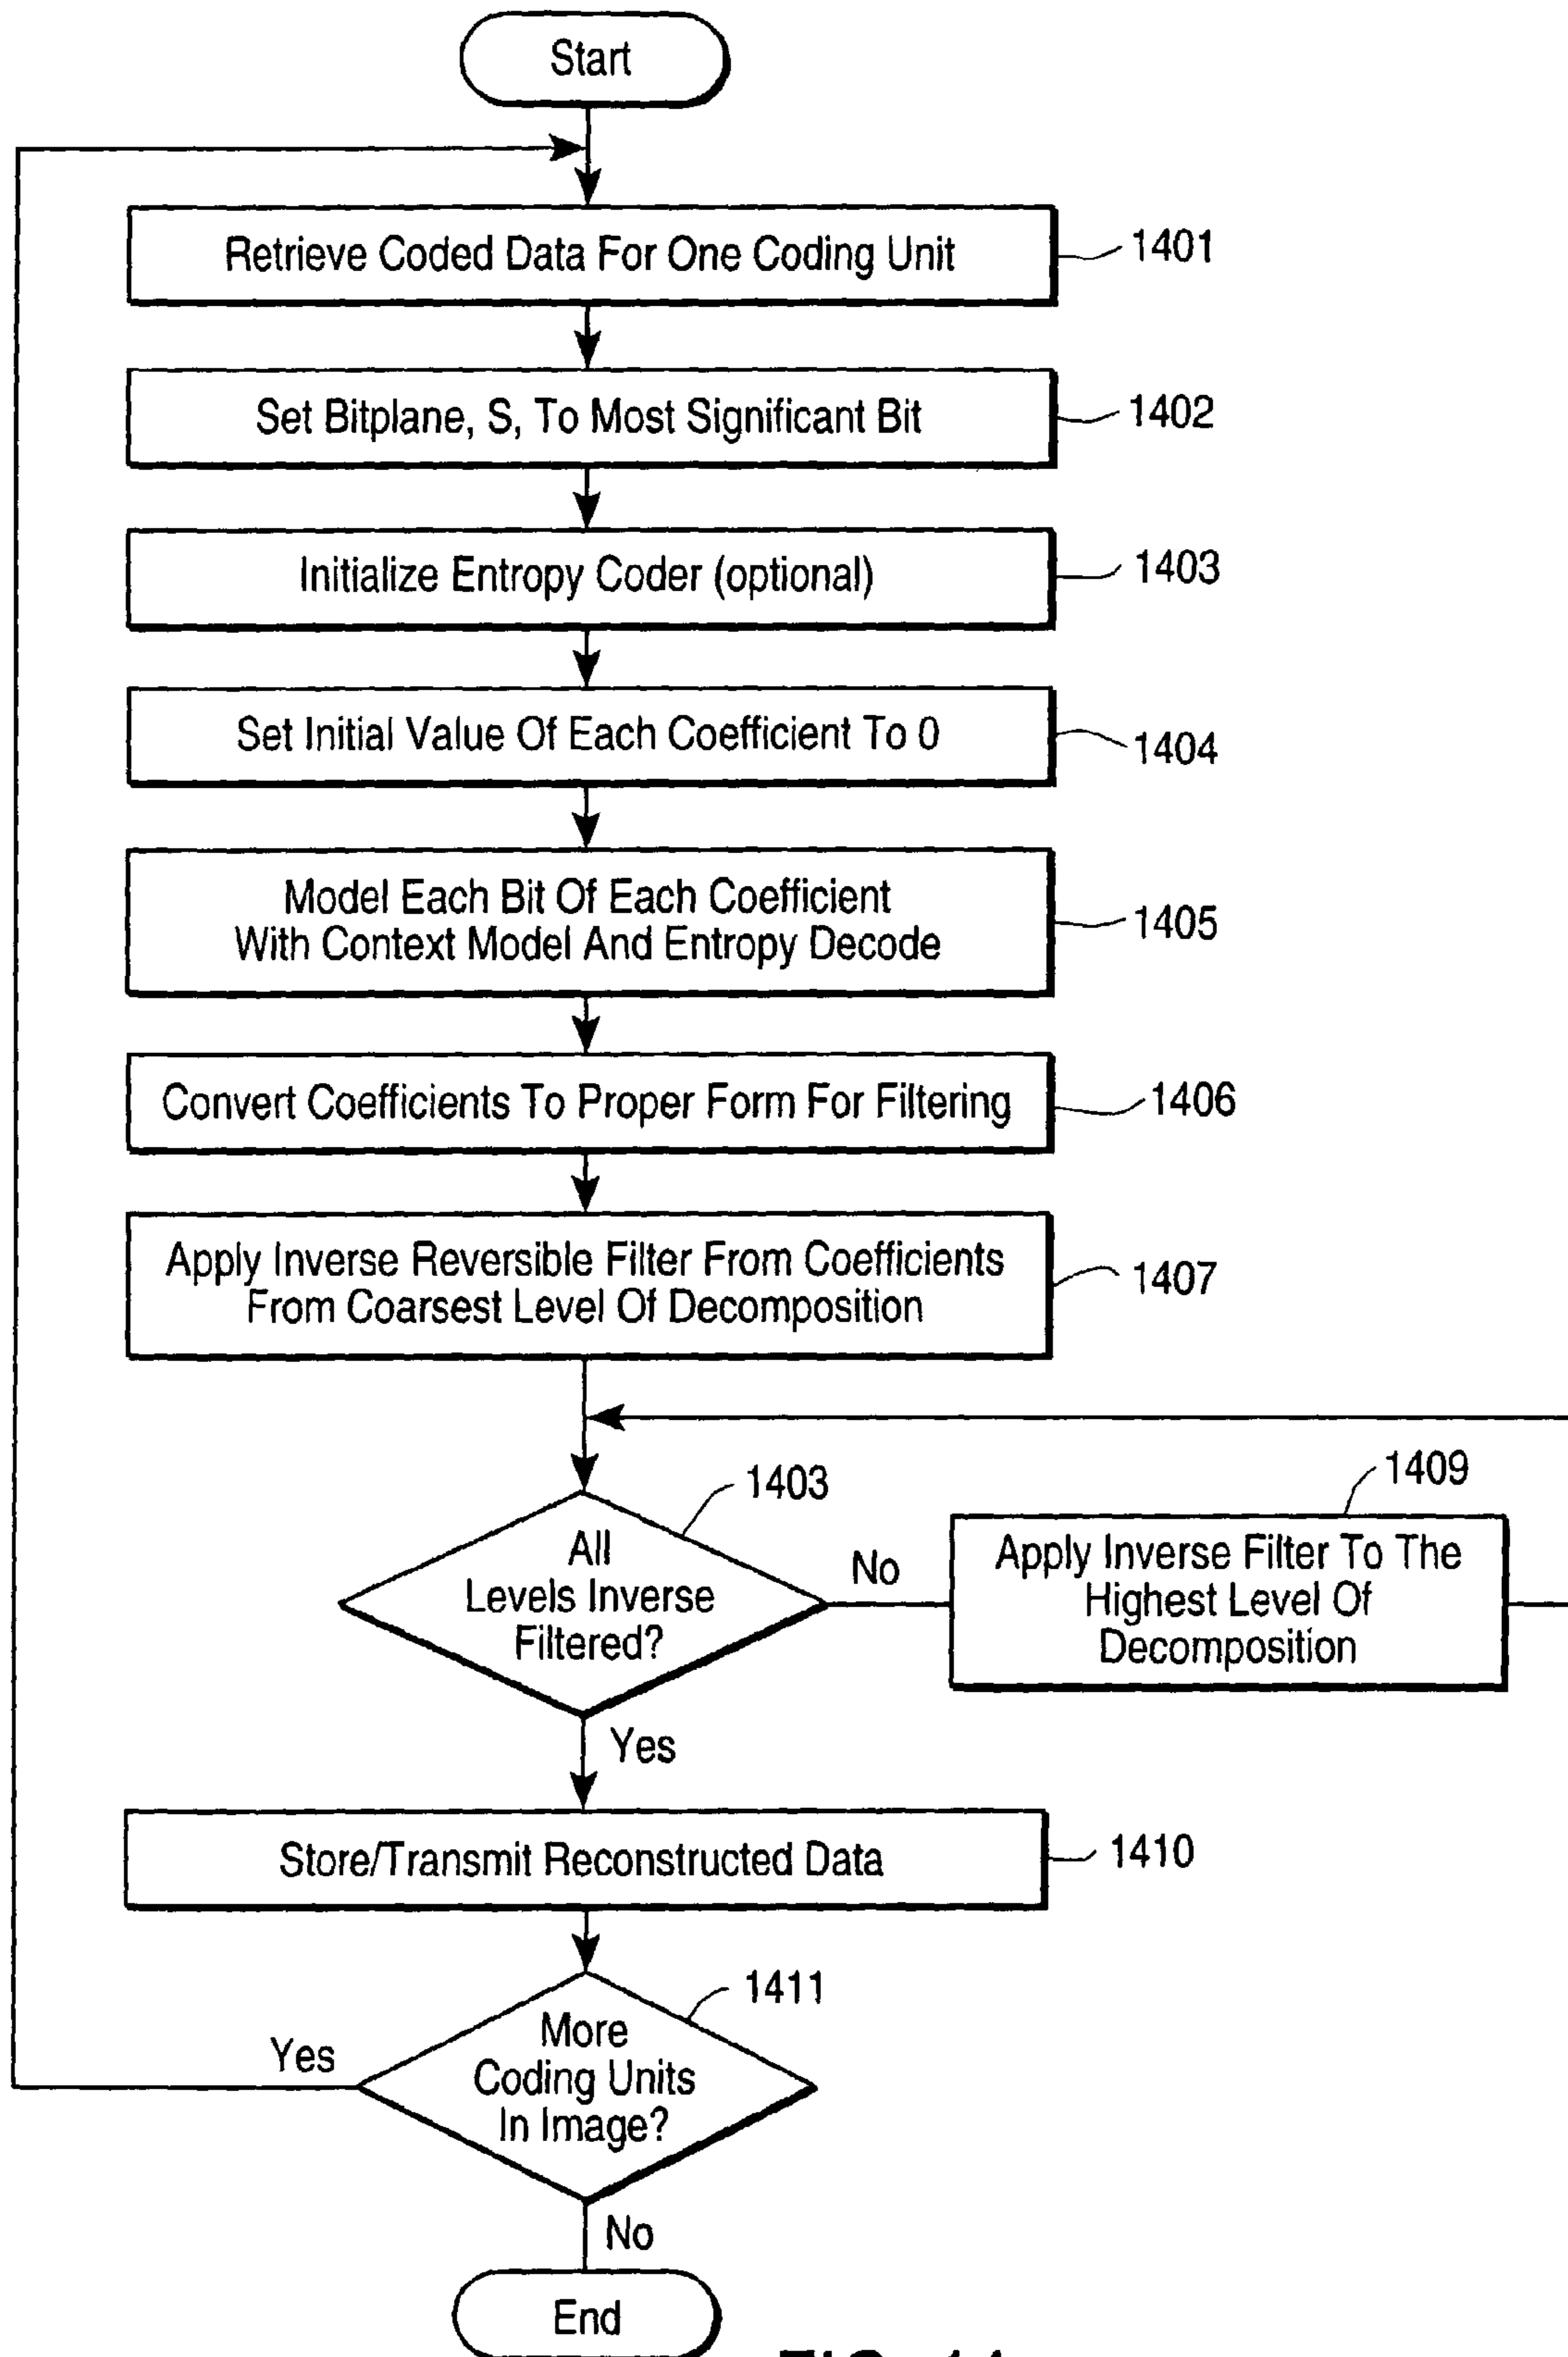 Start
Retrieve Coded Data For One Coding Unit
1401
Set Bitplane, S, To Most Significant Bit
1402
Initialize Entropy Coder (optional)
1403
Set Initial Value Of Each Coefficient To 0
1404
Model Each Bit Of Each Coefficient
With Context Model And Entropy Decode
1405
Convert Coefficients To Proper Form For Filtering
1406
Apply Inverse Reversible Filter From Coefficients
From Coarsest Level Of Decomposition
1407
1403
All
Levels Inverse
Filtered?
No
1409
Apply Inverse Filter To The
Highest Level Of
Decomposition
Yes
Store/Transmit Reconstructed Data
1410
1411
More
Coding Units
In Image?
Yes
No
End